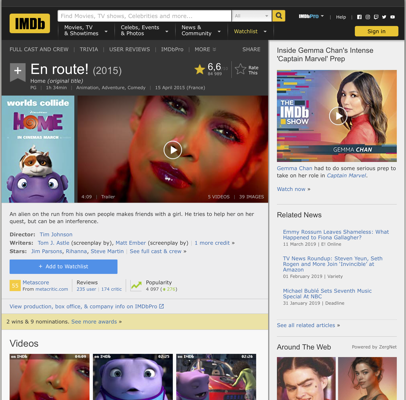 IMDb
Find Movies, TV shows, Celebrities and more...
All
IMDbPro
Help
Movies, TV & Showtimes
Celebs, Events & Photos
News & Community
Watchlist
Sign in
FULL CAST AND CREW | TRIVIA | USER REVIEWS | IMDbPro | MORE
SHARE
En route! (2015)
Home (original title)
PG | 1h 34min | Animation, Adventure, Comedy | 15 April 2015 (France)
6,6
Rate This
worlds collide
HOME
IN CINEMAS MARCH
4:09 | Trailer
5 VIDEOS | 39 IMAGES
An alien on the run from his own people makes friends with a girl. He tries to help her on her
quest, but can be an interference.
Director: Tim Johnson
Writers: Tom J. Astle (screenplay by), Matt Ember (screenplay by) | 1 more credit »
Stars: Jim Parsons, Rihanna, Steve Martin | See full cast & crew »
+ Add to Watchlist
55
Metascore
From metacritic.com
Reviews
235 user | 174 critic
Popularity
View production, box office, & company info on IMDbPro
2 wins & 9 nominations. See more awards »
Videos
Inside Gemma Chan's Intense
'Captain Marvel' Prep
THE
IMDb
SHOW
GEMMA CHAN
Gemma Chan had to do some serious prep to
take on her role in Captain Marvel.
Watch now »
Related News
Emmy Rossum Leaves Shameless: What
Happened to Fiona Gallagher?
11 March 2019 | E! Online
TV News Roundup: Steven Yeun, Seth
Rogen and More Join 'Invincible' at
Amazon
01 February 2019 | Variety
Michael Bublé Sets Seventh Music
Special At NBC
31 January 2019 | Deadline
See all related articles »
Around The Web
Powered by ZergNet